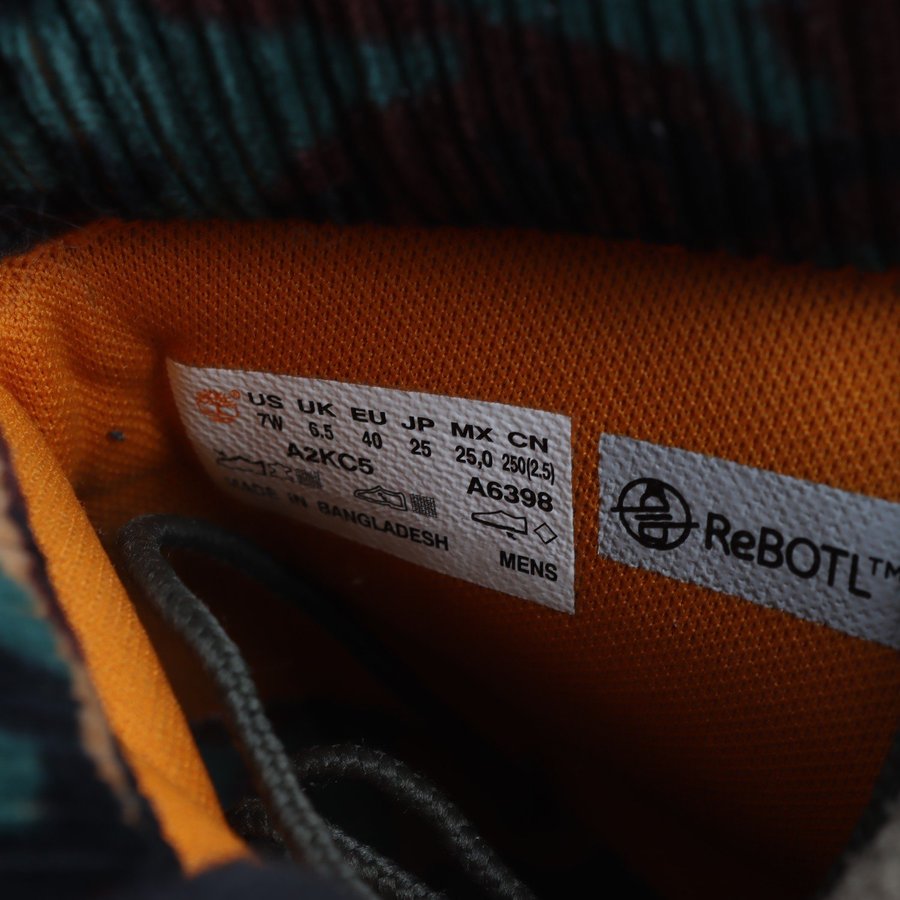 US UK EU JP MX CN
7W 6.5 40 25 25,0 250(2.5)
A2KC5 A6398
MADE IN BANGLADESH
MENS
ReBOTL™